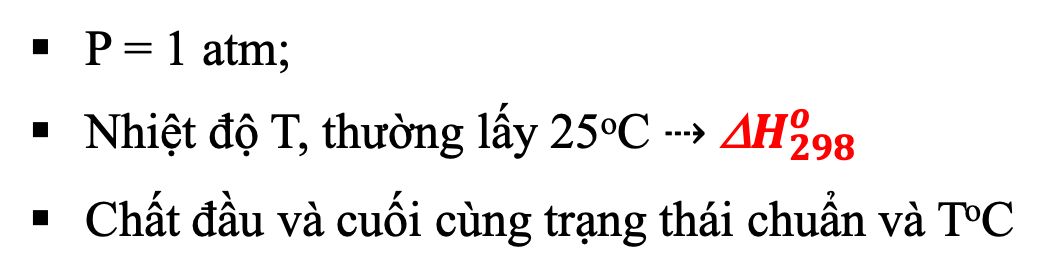 ▪ P = 1 atm;
▪ Nhiệt độ T, thường lấy 25ᵒC ⤏ ΔH°₂₉₈
▪ Chất đầu và cuối cùng trạng thái chuẩn và TᵒC